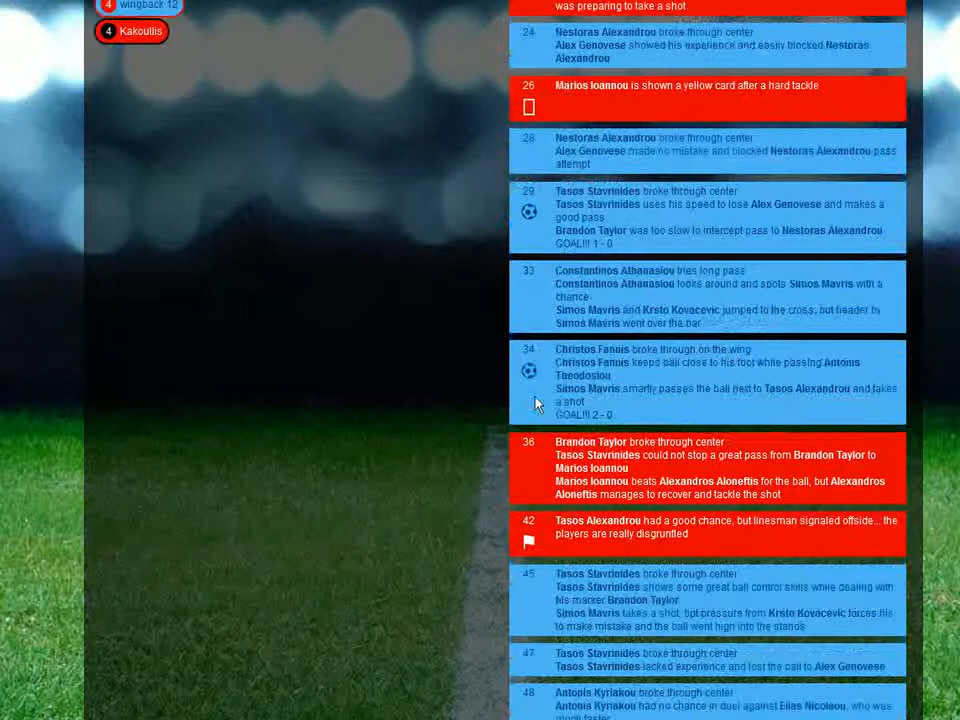 4 wingback 12
4 Kakoullis
was preparing to take a shot
24 Nestoras Alexandrou broke through center
Alex Genovese showed his experience and easily blocked Nestoras
Alexandrou
26 Marios Ioannou is shown a yellow card after a hard tackle
28 Nestoras Alexandrou broke through center
Alex Genovese made no mistake and blocked Nestoras Alexandrou pass
attempt
29 Tasos Stavrinides broke through center
Tasos Stavrinides uses his speed to lose Alex Genovese and makes a
good pass
Brandon Taylor was too slow to intercept pass to Nestoras Alexandrou
GOAL!!! 1 - 0
33 Constantinos Athanasiou tries long pass
Constantinos Athanasiou looks around and spots Simos Mavris with a
chance
Simos Mavris and Krsto Kovacevic jumped to the cross, but header by
Simos Mavris went over the bar
34 Christos Fannis broke through on the wing
Christos Fannis keeps ball close to his foot while passing Antonis
Theodosiou
Simos Mavris smartly passes the ball next to Tasos Alexandrou and takes
a shot
GOAL!!! 2 - 0
36 Brandon Taylor broke through center
Tasos Stavrinides could not stop a great pass from Brandon Taylor to
Marios Ioannou
Marios Ioannou beats Alexandros Aloneftis for the ball, but Alexandros
Aloneftis manages to recover and tackle the shot
42 Tasos Alexandrou had a good chance, but linesman signaled offside... the
players are really disgruntled
45 Tasos Stavrinides broke through center
Tasos Stavrinides shows some great ball control skills while dealing with
his marker Brandon Taylor
Simos Mavris takes a shot, but pressure from Krsto Kovacevic forces his
to make mistake and the ball went high into the stands
47 Tasos Stavrinides broke through center
Tasos Stavrinides lacked experience and lost the ball to Alex Genovese
48 Antonis Kyriakou broke through center
Antonis Kyriakou had no chance in duel against Elias Nicolaou, who was
much faster